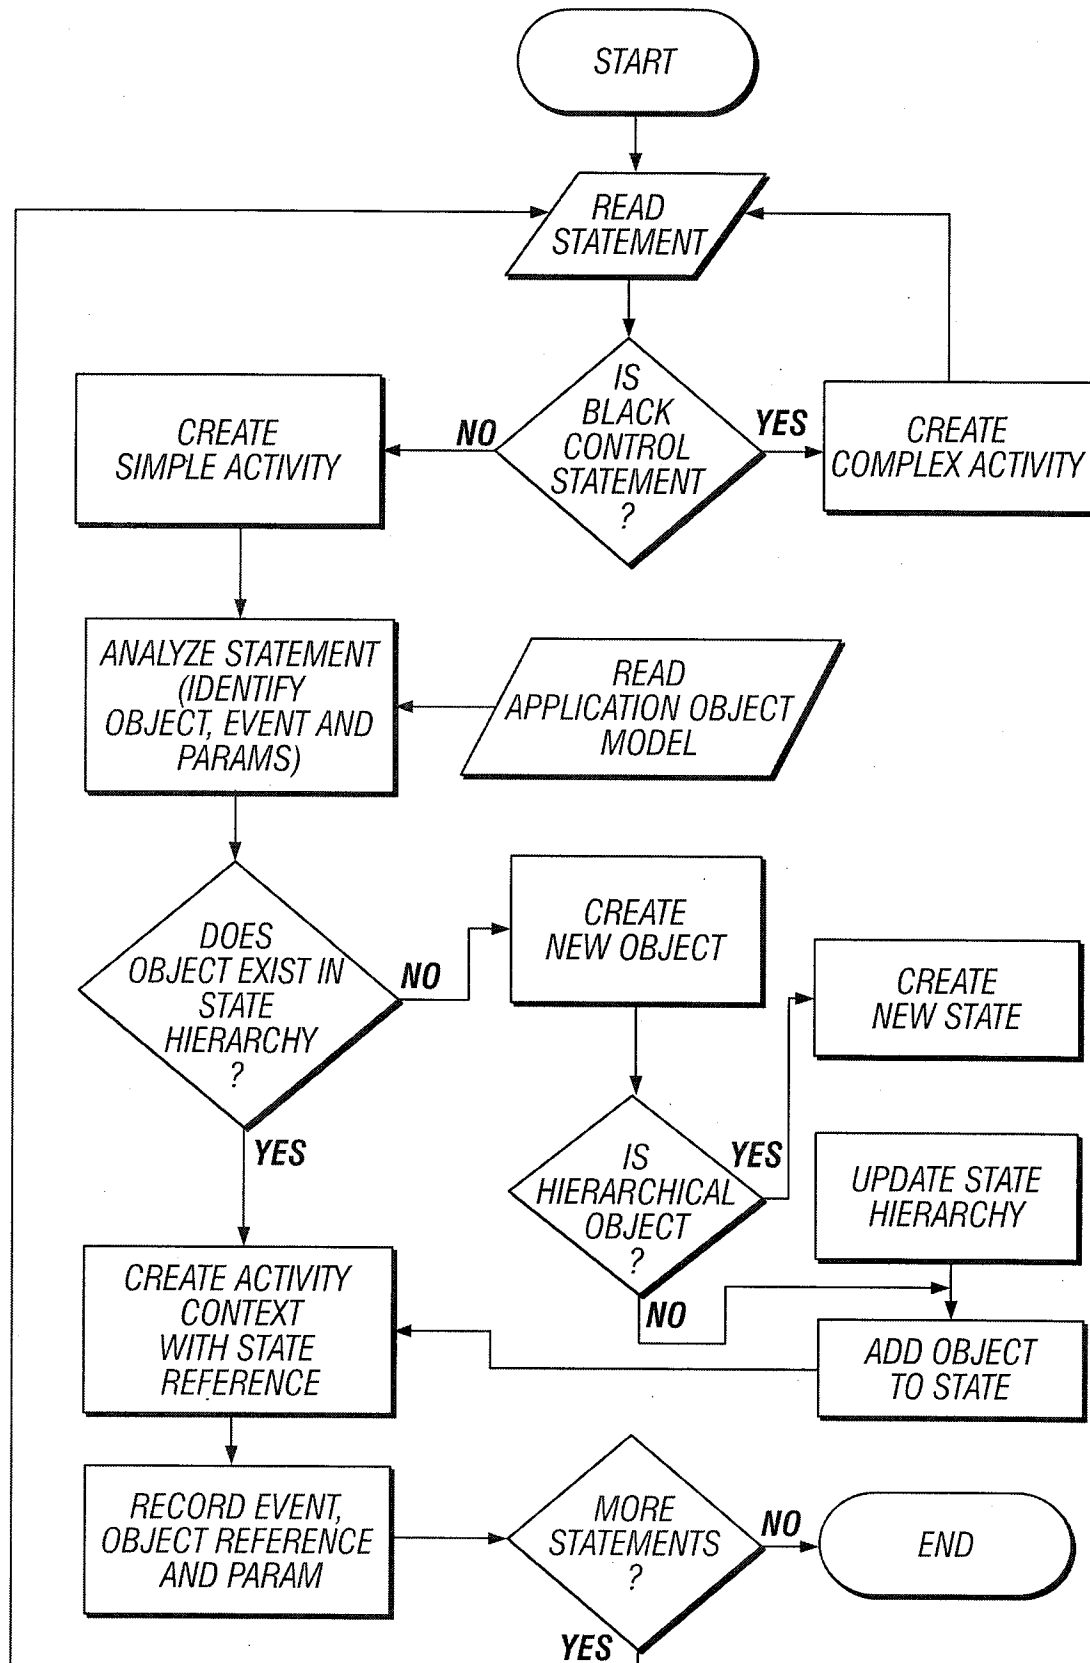 START
READ
STATEMENT
IS
BLACK
CONTROL
STATEMENT
?
NO
YES
CREATE
SIMPLE ACTIVITY
CREATE
COMPLEX ACTIVITY
ANALYZE STATEMENT
(IDENTIFY
OBJECT, EVENT AND
PARAMS)
READ
APPLICATION OBJECT
MODEL
DOES
OBJECT EXIST IN
STATE
HIERARCHY
?
NO
YES
CREATE
NEW OBJECT
CREATE
NEW STATE
IS
HIERARCHICAL
OBJECT
?
YES
NO
UPDATE STATE
HIERARCHY
ADD OBJECT
TO STATE
CREATE ACTIVITY
CONTEXT
WITH STATE
REFERENCE
RECORD EVENT,
OBJECT REFERENCE
AND PARAM
MORE
STATEMENTS
?
NO
END
YES